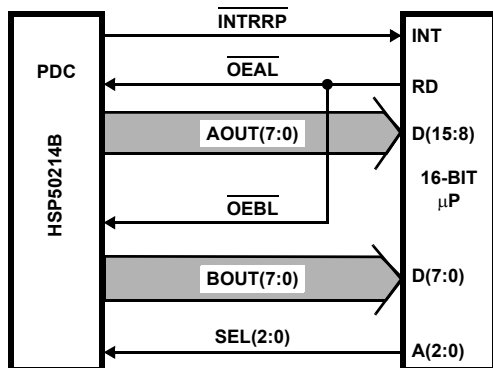 INTRRP
INT
PDC
OEAL
RD
AOUT(7:0)
D(15:8)
HSP50214B
16-BIT
μP
OEBL
BOUT(7:0)
D(7:0)
SEL(2:0)
A(2:0)